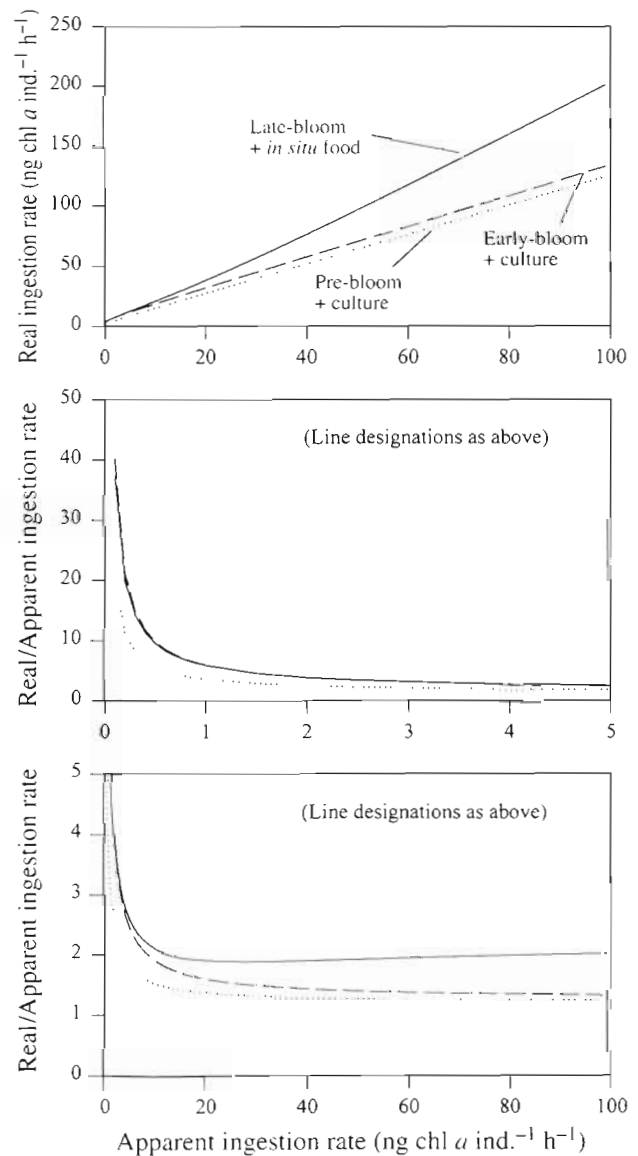 Real ingestion rate (ng chl a ind.⁻¹ h⁻¹)
250
200
150
100
50
0
Late-bloom
+ in situ food
Early-bloom
+ culture
Pre-bloom
+ culture
0 20 40 60 80 100
Real/Apparent ingestion rate
50
40
30
20
10
0
(Line designations as above)
0 1 2 3 4 5
Real/Apparent ingestion rate
5
4
3
2
1
0
(Line designations as above)
0 20 40 60 80 100
Apparent ingestion rate (ng chl a ind.⁻¹ h⁻¹)